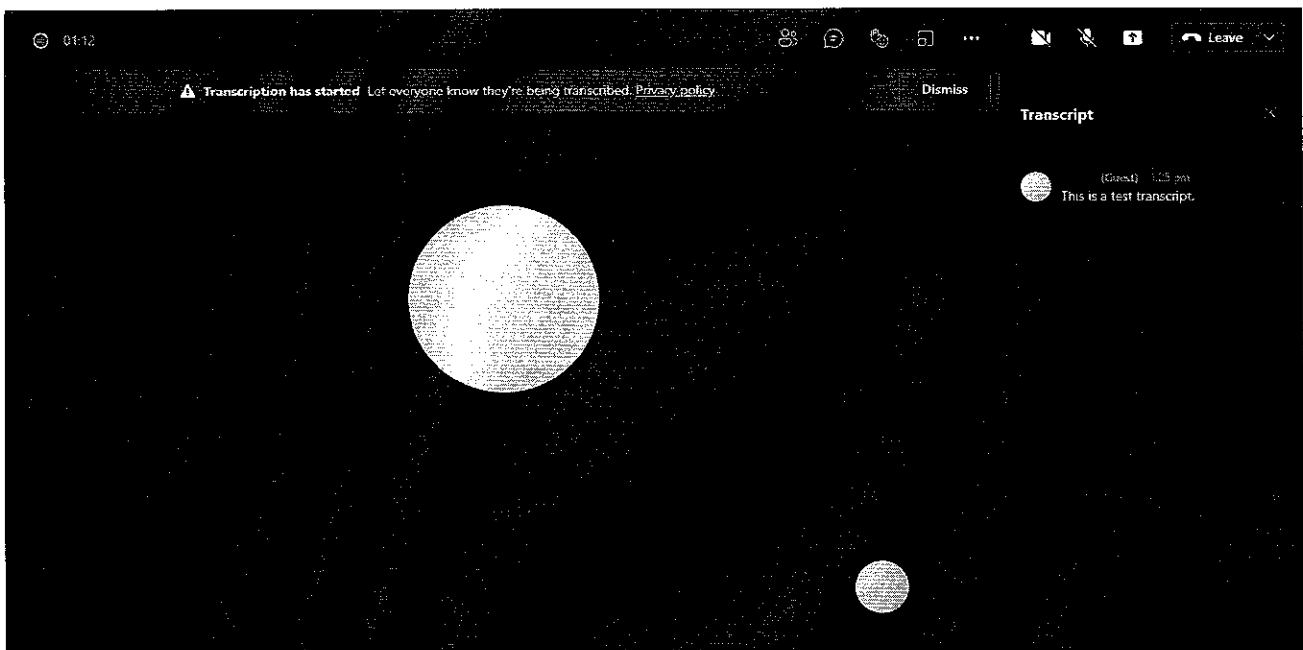 01:12
Leave
Transcription has started Let everyone know they're being transcribed. Privacy policy
Dismiss
Transcript
(Guest) pm
This is a test transcript.